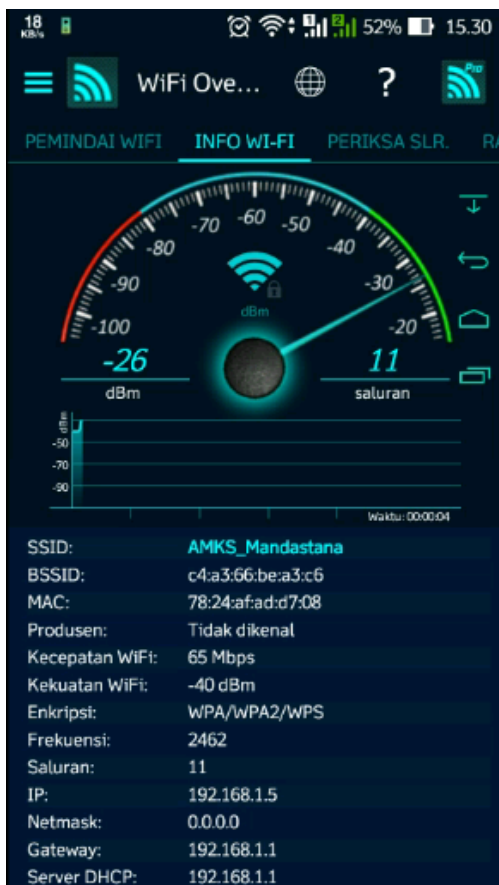 18
KB/s
1
2
52%
15.30
WiFi Ove...
?
Pro
PEMINDAI WIFI
INFO WI-FI
PERIKSA SLR.
RA
-100
-90
-80
-70
-60
-50
-40
-30
-20
dBm
-26
dBm
11
saluran
dBm
-50
-70
-90
Waktu: 00:00:04
SSID: AMKS_Mandastana
BSSID: c4:a3:66:be:a3:c6
MAC: 78:24:af:ad:d7:08
Produsen: Tidak dikenal
Kecepatan WiFi: 65 Mbps
Kekuatan WiFi: -40 dBm
Enkripsi: WPA/WPA2/WPS
Frekuensi: 2462
Saluran: 11
IP: 192.168.1.5
Netmask: 0.0.0.0
Gateway: 192.168.1.1
Server DHCP: 192.168.1.1